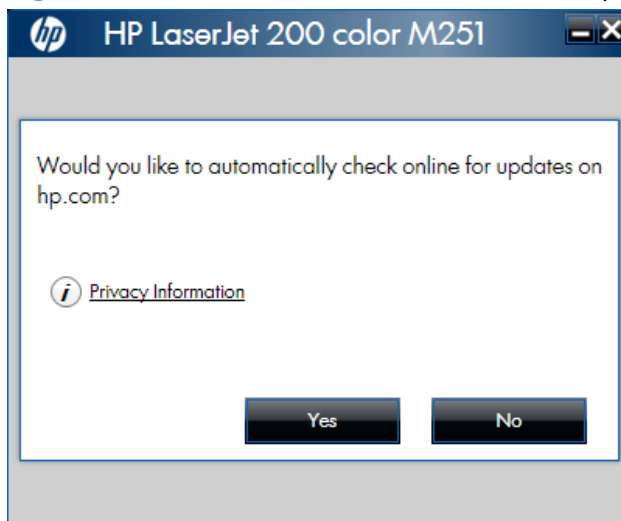 hp HP LaserJet 200 color M251
Would you like to automatically check online for updates on
hp.com?
i Privacy Information
Yes No